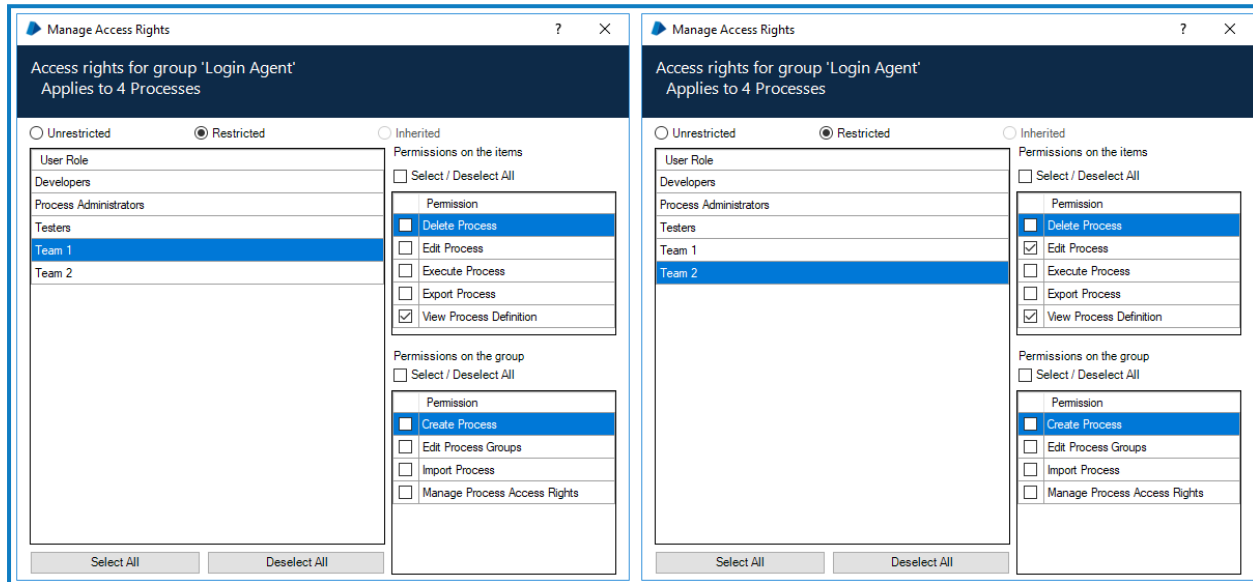 Manage Access Rights ?
Access rights for group 'Login Agent'
Applies to 4 Processes
Unrestricted Restricted Inherited
User Role
Developers
Process Administrators
Testers
Team 1
Team 2
Select All Deselect All
Permissions on the items
Select / Deselect All
Permission
Delete Process
Edit Process
Execute Process
Export Process
View Process Definition
Permissions on the group
Select / Deselect All
Permission
Create Process
Edit Process Groups
Import Process
Manage Process Access Rights
Manage Access Rights ?
Access rights for group 'Login Agent'
Applies to 4 Processes
Unrestricted Restricted Inherited
User Role
Developers
Process Administrators
Testers
Team 1
Team 2
Select All Deselect All
Permissions on the items
Select / Deselect All
Permission
Delete Process
Edit Process
Execute Process
Export Process
View Process Definition
Permissions on the group
Select / Deselect All
Permission
Create Process
Edit Process Groups
Import Process
Manage Process Access Rights